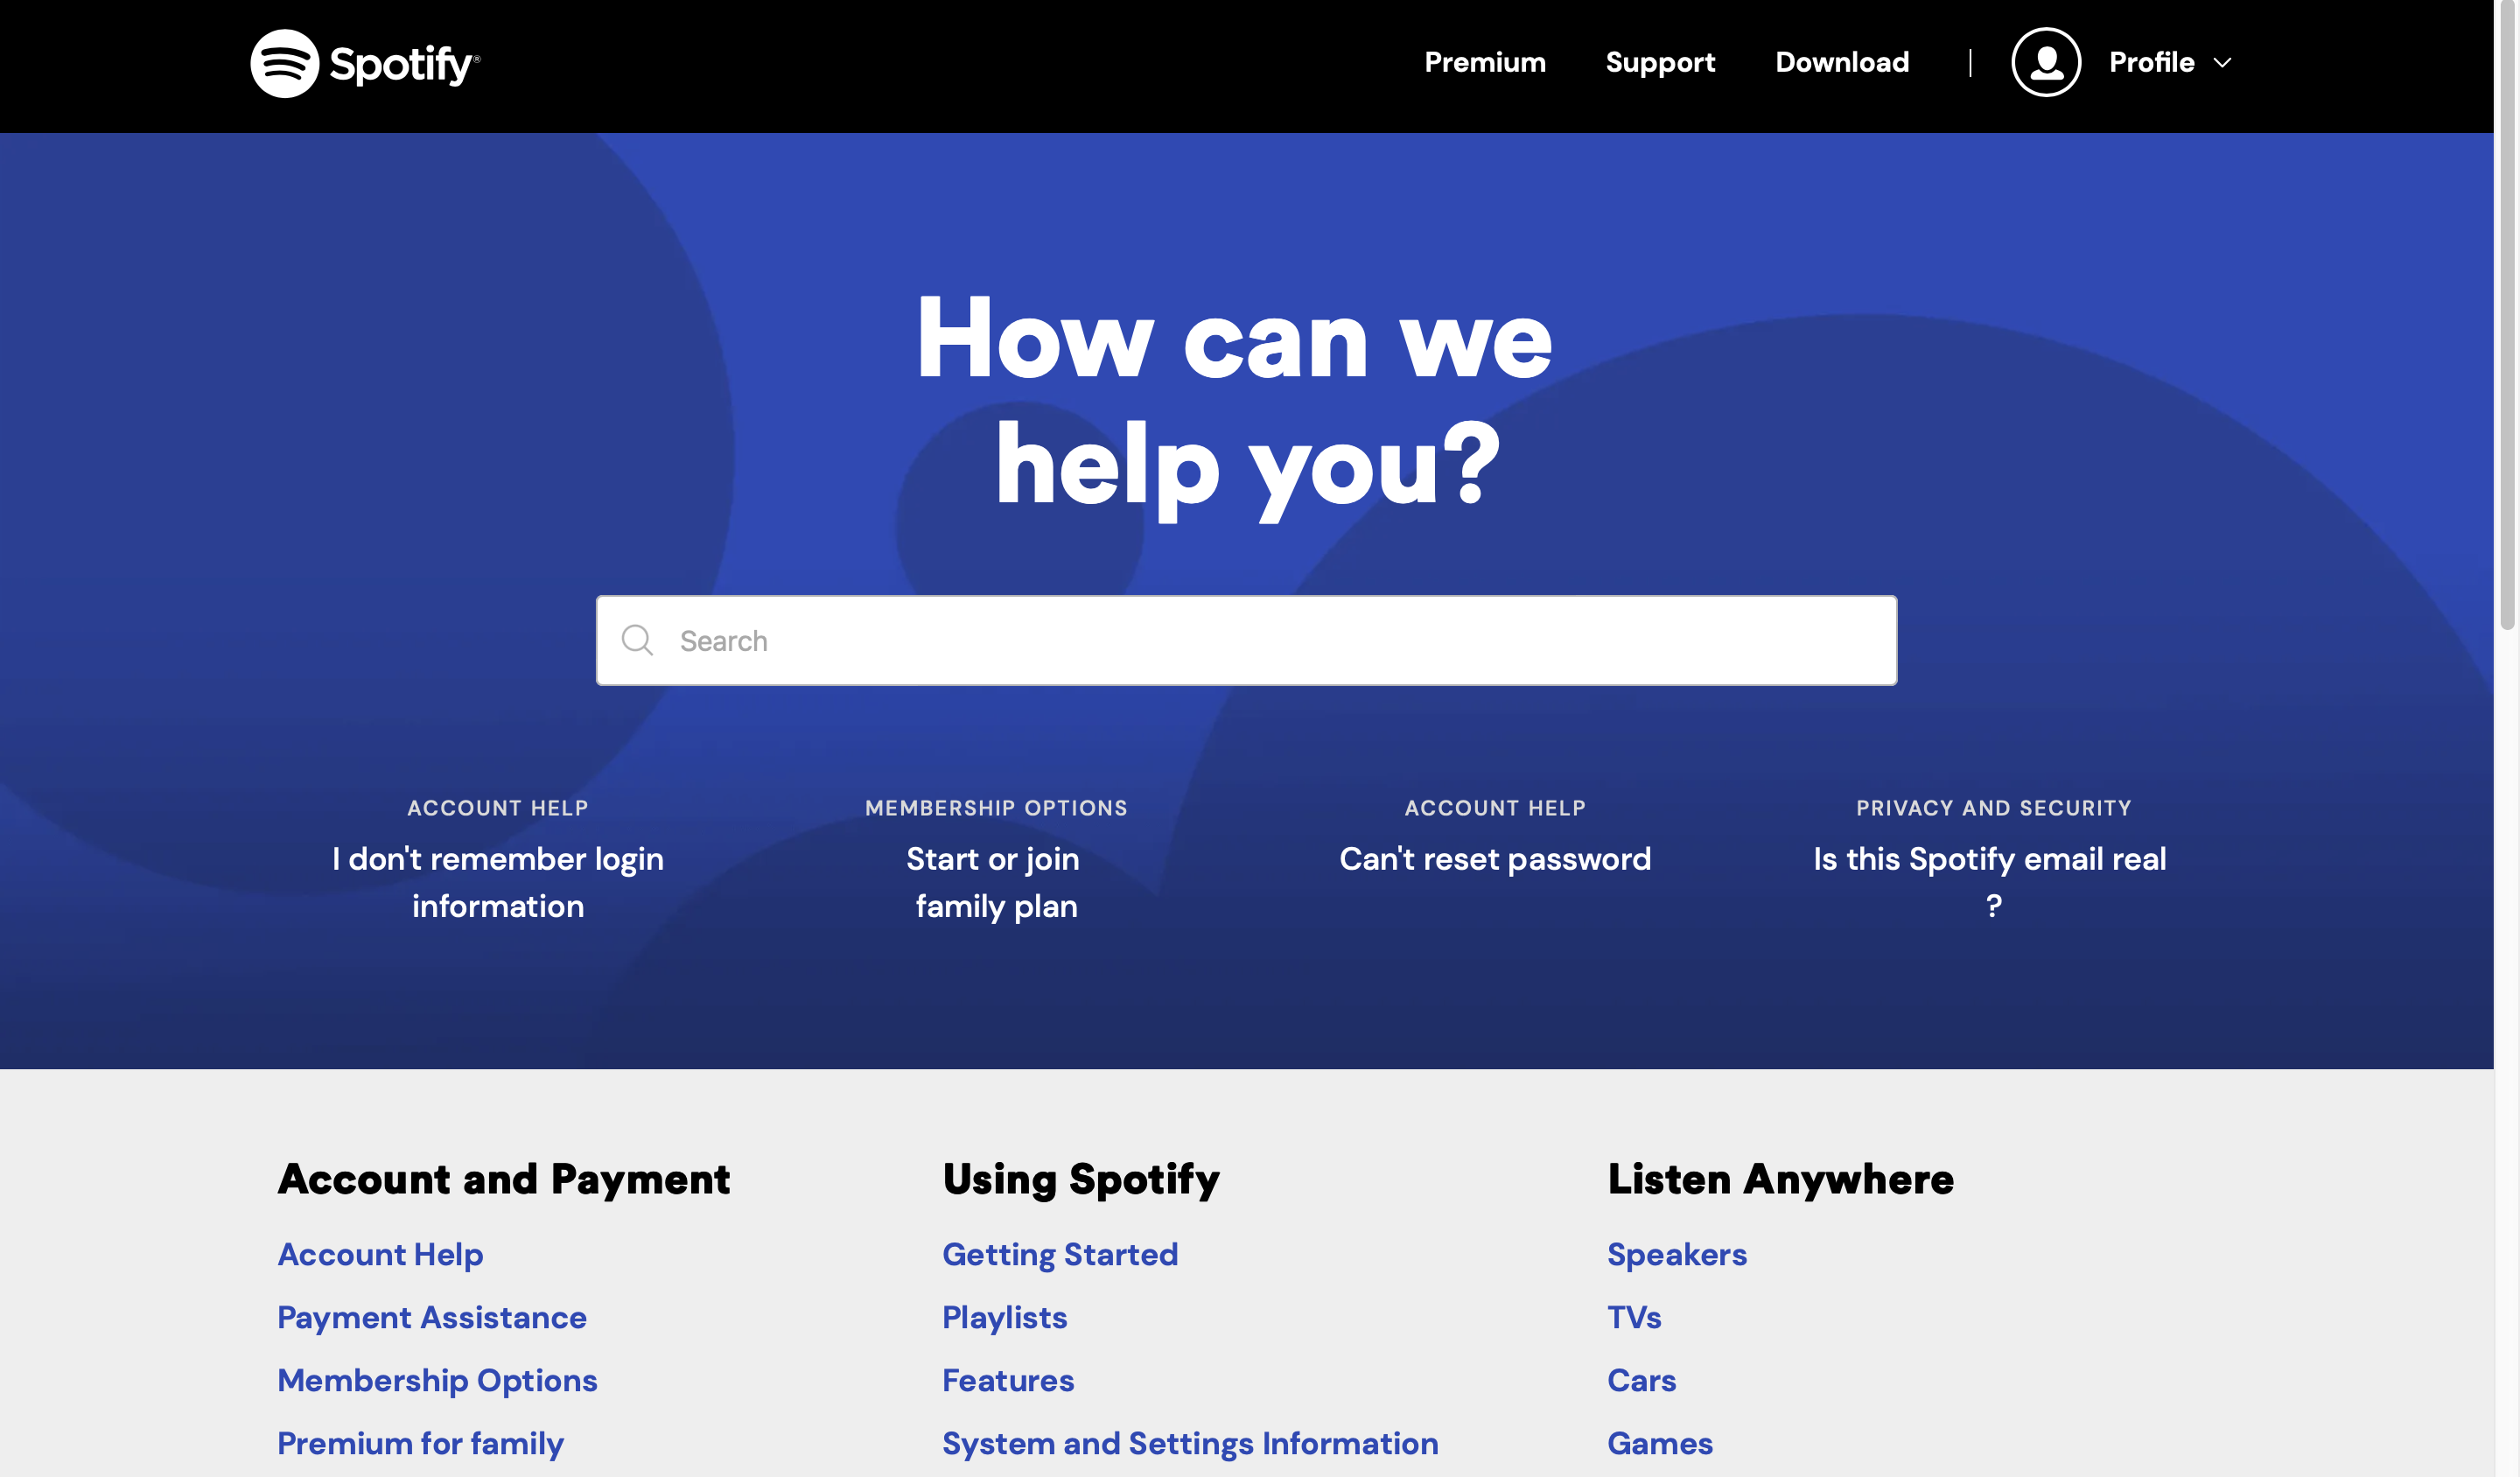 Spotify®
Premium
Support
Download
Profile
How can we
help you?
Search
ACCOUNT HELP
I don't remember login
information
MEMBERSHIP OPTIONS
Start or join
family plan
ACCOUNT HELP
Can't reset password
PRIVACY AND SECURITY
Is this Spotify email real
?
Account and Payment
Account Help
Payment Assistance
Membership Options
Premium for family
Using Spotify
Getting Started
Playlists
Features
System and Settings Information
Listen Anywhere
Speakers
TVs
Cars
Games